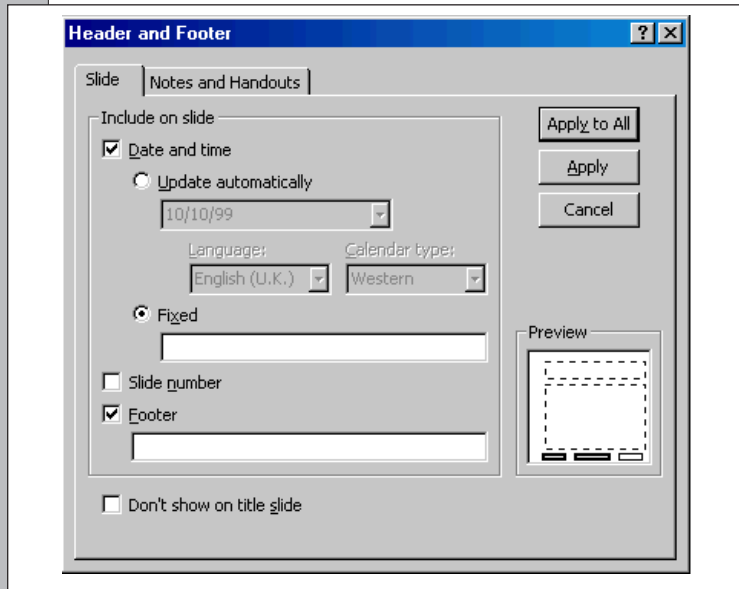 Header and Footer
Slide
Notes and Handouts
Include on slide
Date and time
Update automatically
10/10/99
Language:
Calendar type:
English (U.K.)
Western
Fixed
Slide number
Footer
Don't show on title slide
Apply to All
Apply
Cancel
Preview